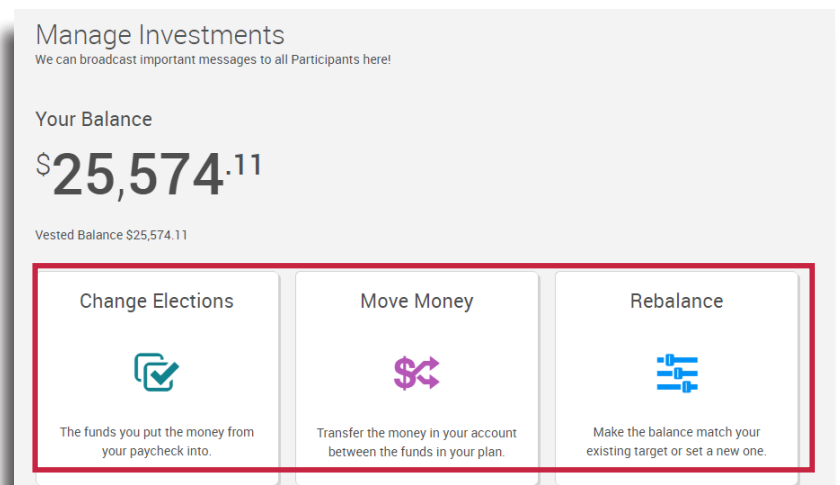 Manage Investments
We can broadcast important messages to all Participants here!
Your Balance
$25,574.11
Vested Balance $25,574.11
Change Elections
The funds you put the money from
your paycheck into.
Move Money
Transfer the money in your account
between the funds in your plan.
Rebalance
Make the balance match your
existing target or set a new one.